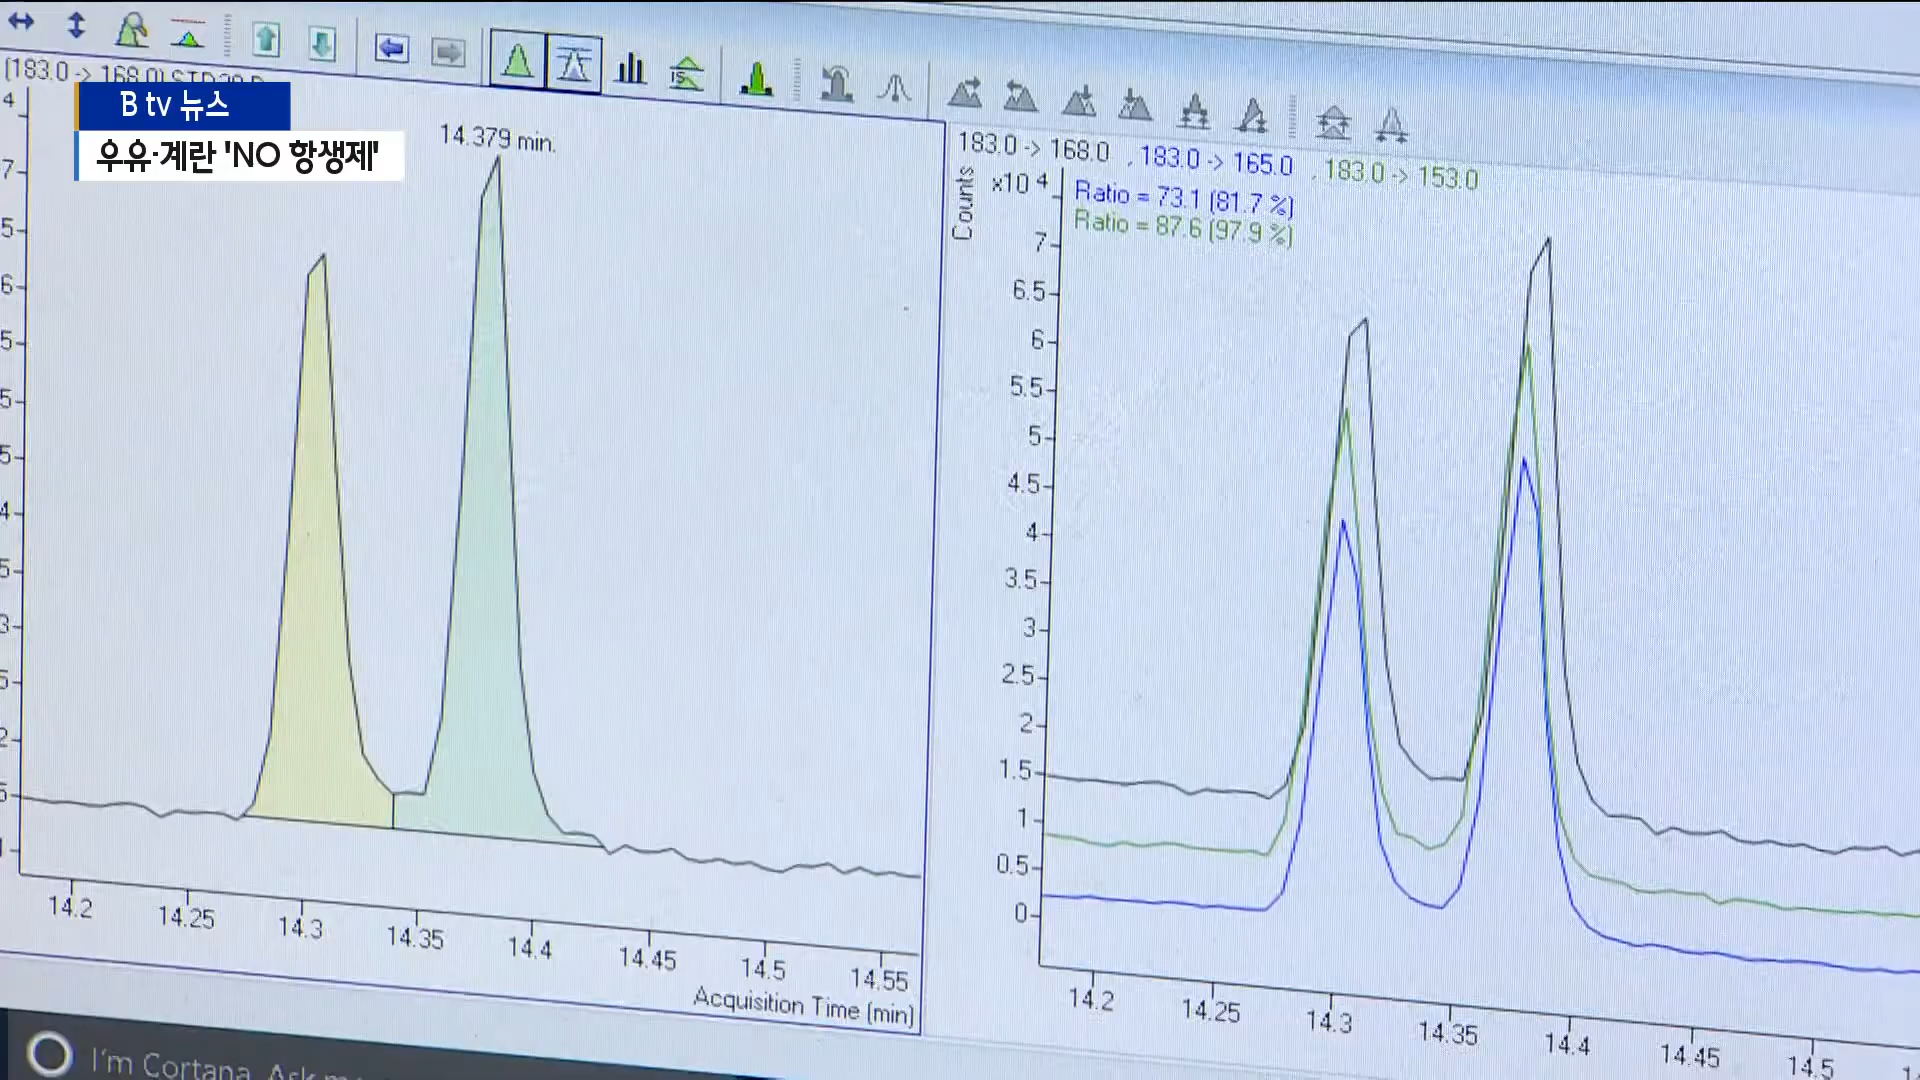 B tv 뉴스
우유·계란 'NO 항생제'
14.379 min.
14.2 14.25 14.3 14.35 14.4 14.45 14.5 14.55
Acquisition Time (min)
183.0 -> 168.0 , 183.0 -> 165.0 , 183.0 -> 153.0
Counts
x10 4
Ratio = 73.1 (81.7 %)
Ratio = 87.6 (97.9 %)
7
6.5
6
5.5
5
4.5
4
3.5
3
2.5
2
1.5
1
0.5
0
14.2 14.25 14.3 14.35 14.4 14.45 14.5
I'm Cortana. Ask